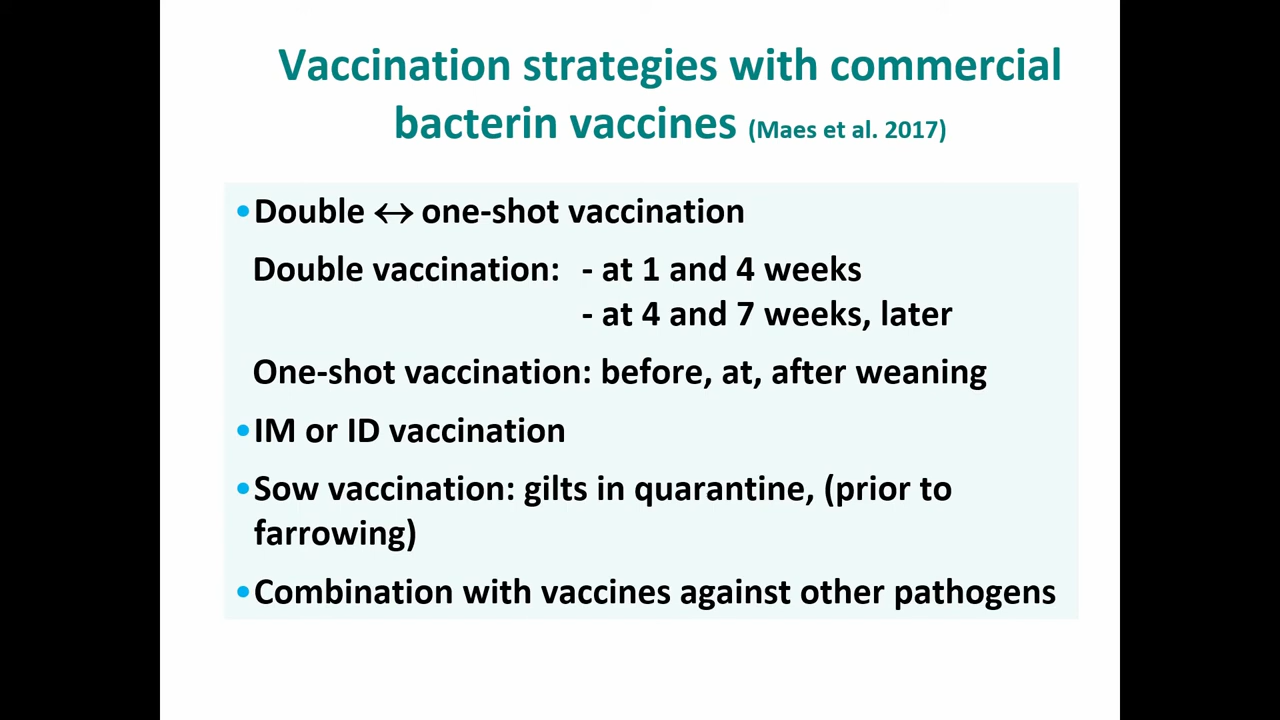 Vaccination strategies with commercial
bacterin vaccines (Maes et al. 2017)
•Double ↔ one-shot vaccination
Double vaccination: - at 1 and 4 weeks
- at 4 and 7 weeks, later
One-shot vaccination: before, at, after weaning
•IM or ID vaccination
•Sow vaccination: gilts in quarantine, (prior to
farrowing)
•Combination with vaccines against other pathogens